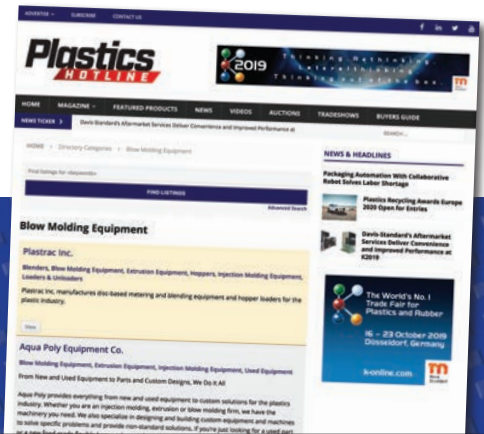 ADVERTISE
SUBSCRIBE
CONTACT US
Plastics
HOTLINE
K 2019
Thinking. Rethinking.
HOME
MAGAZINE
FEATURED PRODUCTS
NEWS
VIDEOS
AUCTIONS
TRADESHOWS
BUYERS GUIDE
NEWS TICKER
Davis-Standard's Aftermarket Services Deliver Convenience and Improved Performance at
SEARCH ...
HOME
Directory Categories
Blow Molding Equipment
Find listings for <keywords>
FIND LISTINGS
Advanced Search
Blow Molding Equipment
Plastrac Inc.
Blenders, Blow Molding Equipment, Extrusion Equipment, Hoppers, Injection Molding Equipment,
Loaders & Unloaders
Plastrac Inc. manufactures disc-based metering and blending equipment and hopper loaders for the
plastic industry.
View
Aqua Poly Equipment Co.
Blow Molding Equipment, Extrusion Equipment, Injection Molding Equipment, Used Equipment
From New and Used Equipment to Parts and Custom Designs, We Do It All
Aqua Poly provides everything from new and used equipment to custom solutions for the plastics
industry. Whether you are an injection molding, extrusion or blow molding firm, we have the
machinery you need. We also specialize in designing and building custom equipment and machines
to solve specific problems and provide non-standard solutions. If you're just looking for a used part
NEWS & HEADLINES
Packaging Automation With Collaborative
Robot Solves Labor Shortage
Plastics Recycling Awards Europe
2020 Open for Entries
Davis-Standard's Aftermarket
Services Deliver Convenience
and Improved Performance at
K2019
The World's No. 1
Trade Fair for
Plastics and Rubber
16 – 23 October 2019
Düsseldorf, Germany
k-online.com